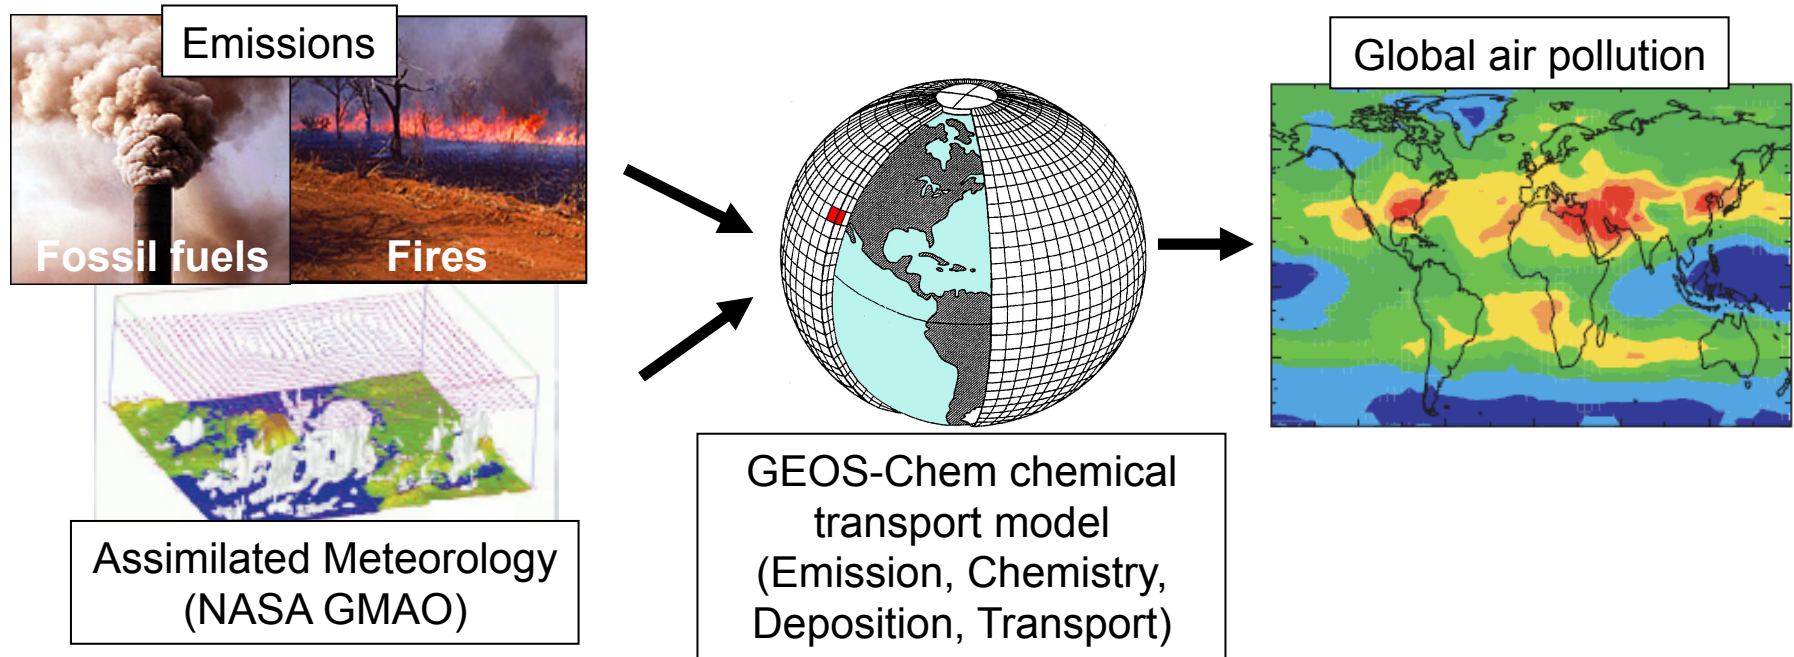 Emissions
Fossil fuels
Fires
Assimilated Meteorology
(NASA GMAO)
GEOS-Chem chemical
transport model
(Emission, Chemistry,
Deposition, Transport)
Global air pollution